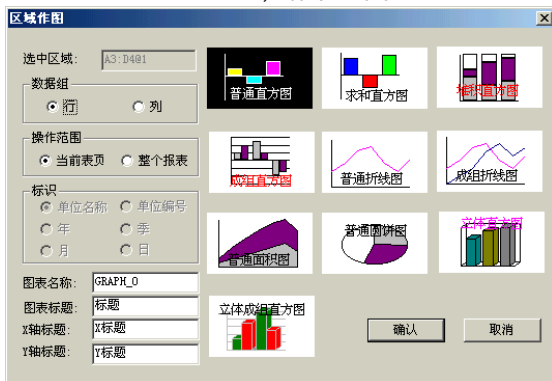 区域作图
选中区域: A3:D4@1
数据组
行 列
操作范围
当前表页 整个报表
标识
单位名称 单位编号
年 季
月 日
图表名称: GRAPH_0
图表标题: 标题
X轴标题: X标题
Y轴标题: Y标题
普通直方图 求和直方图 堆积直方图
成组直方图 普通折线图 成组折线图
普通面积图 普通圆饼图 立体直方图
立体成组直方图
确认 取消